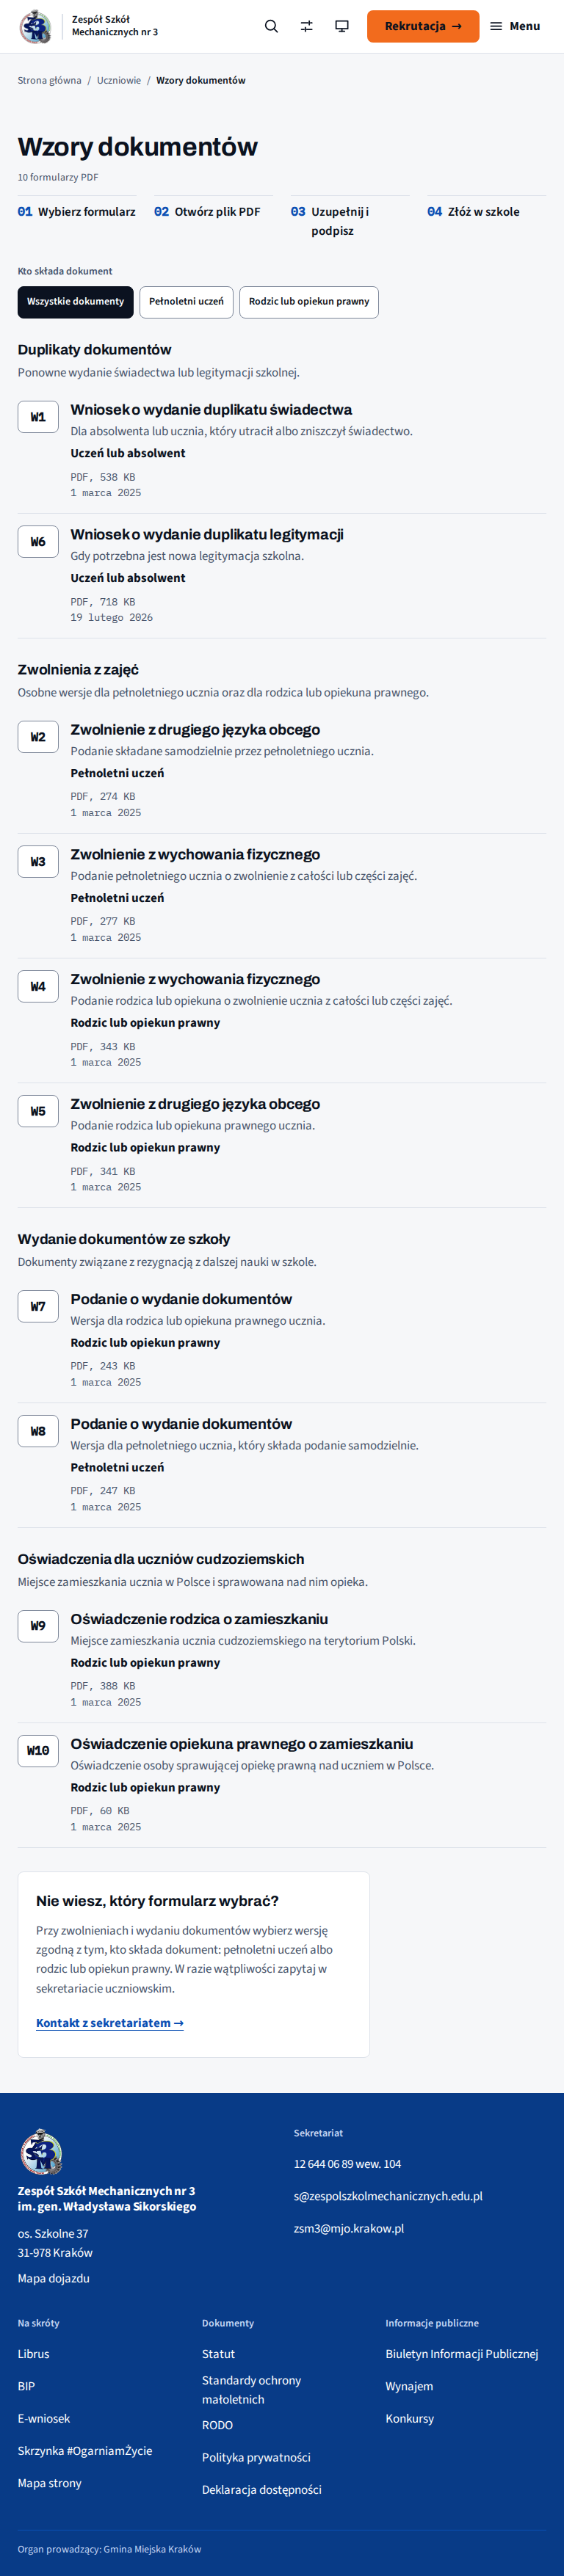 Zespół Szkół
Mechanicznych nr 3
Rekrutacja →
Menu
Strona główna / Uczniowie / Wzory dokumentów
Wzory dokumentów
10 formularzy PDF
01 Wybierz formularz
02 Otwórz plik PDF
03 Uzupełnij i
podpisz
04 Złóż w szkole
Kto składa dokument
Wszystkie dokumenty
Pełnoletni uczeń
Rodzic lub opiekun prawny
Duplikaty dokumentów
Ponowne wydanie świadectwa lub legitymacji szkolnej.
W1
Wniosek o wydanie duplikatu świadectwa
Dla absolwenta lub ucznia, który utracił albo zniszczył świadectwo.
Uczeń lub absolwent
PDF, 538 KB
1 marca 2025
W6
Wniosek o wydanie duplikatu legitymacji
Gdy potrzebna jest nowa legitymacja szkolna.
Uczeń lub absolwent
PDF, 718 KB
19 lutego 2026
Zwolnienia z zajęć
Osobne wersje dla pełnoletniego ucznia oraz dla rodzica lub opiekuna prawnego.
W2
Zwolnienie z drugiego języka obcego
Podanie składane samodzielnie przez pełnoletniego ucznia.
Pełnoletni uczeń
PDF, 274 KB
1 marca 2025
W3
Zwolnienie z wychowania fizycznego
Podanie pełnoletniego ucznia o zwolnienie z całości lub części zajęć.
Pełnoletni uczeń
PDF, 277 KB
1 marca 2025
W4
Zwolnienie z wychowania fizycznego
Podanie rodzica lub opiekuna o zwolnienie ucznia z całości lub części zajęć.
Rodzic lub opiekun prawny
PDF, 343 KB
1 marca 2025
W5
Zwolnienie z drugiego języka obcego
Podanie rodzica lub opiekuna prawnego ucznia.
Rodzic lub opiekun prawny
PDF, 341 KB
1 marca 2025
Wydanie dokumentów ze szkoły
Dokumenty związane z rezygnacją z dalszej nauki w szkole.
W7
Podanie o wydanie dokumentów
Wersja dla rodzica lub opiekuna prawnego ucznia.
Rodzic lub opiekun prawny
PDF, 243 KB
1 marca 2025
W8
Podanie o wydanie dokumentów
Wersja dla pełnoletniego ucznia, który składa podanie samodzielnie.
Pełnoletni uczeń
PDF, 247 KB
1 marca 2025
Oświadczenia dla uczniów cudzoziemskich
Miejsce zamieszkania ucznia w Polsce i sprawowana nad nim opieka.
W9
Oświadczenie rodzica o zamieszkaniu
Miejsce zamieszkania ucznia cudzoziemskiego na terytorium Polski.
Rodzic lub opiekun prawny
PDF, 388 KB
1 marca 2025
W10
Oświadczenie opiekuna prawnego o zamieszkaniu
Oświadczenie osoby sprawującej opiekę prawną nad uczniem w Polsce.
Rodzic lub opiekun prawny
PDF, 60 KB
1 marca 2025
Nie wiesz, który formularz wybrać?
Przy zwolnieniach i wydaniu dokumentów wybierz wersję
zgodną z tym, kto składa dokument: pełnoletni uczeń albo
rodzic lub opiekun prawny. W razie wątpliwości zapytaj w
sekretariacie uczniowskim.
Kontakt z sekretariatem →
Zespół Szkół Mechanicznych nr 3
im. gen. Władysława Sikorskiego
os. Szkolne 37
31-978 Kraków
Mapa dojazdu
Sekretariat
12 644 06 89 wew. 104
s@zespolszkolmechanicznych.edu.pl
zsm3@mjo.krakow.pl
Na skróty
Librus
BIP
E-wniosek
Skrzynka #OgarniamŻycie
Mapa strony
Dokumenty
Statut
Standardy ochrony
małoletnich
RODO
Polityka prywatności
Deklaracja dostępności
Informacje publiczne
Biuletyn Informacji Publicznej
Wynajem
Konkursy
Organ prowadzący: Gmina Miejska Kraków